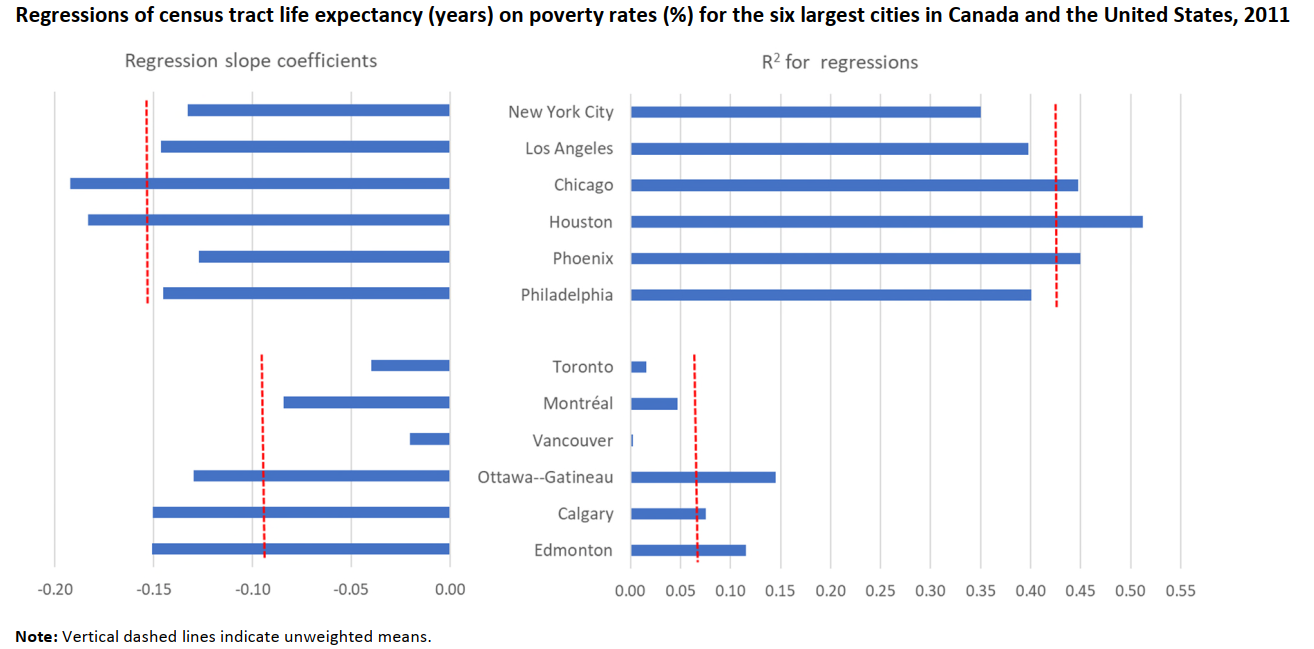 Regressions of census tract life expectancy (years) on poverty rates (%) for the six largest cities in Canada and the United States, 2011
Regression slope coefficients
R² for regressions
New York City
Los Angeles
Chicago
Houston
Phoenix
Philadelphia
Toronto
Montréal
Vancouver
Ottawa--Gatineau
Calgary
Edmonton
-0.20 -0.15 -0.10 -0.05 0.00
0.00 0.05 0.10 0.15 0.20 0.25 0.30 0.35 0.40 0.45 0.50 0.55
Note: Vertical dashed lines indicate unweighted means.